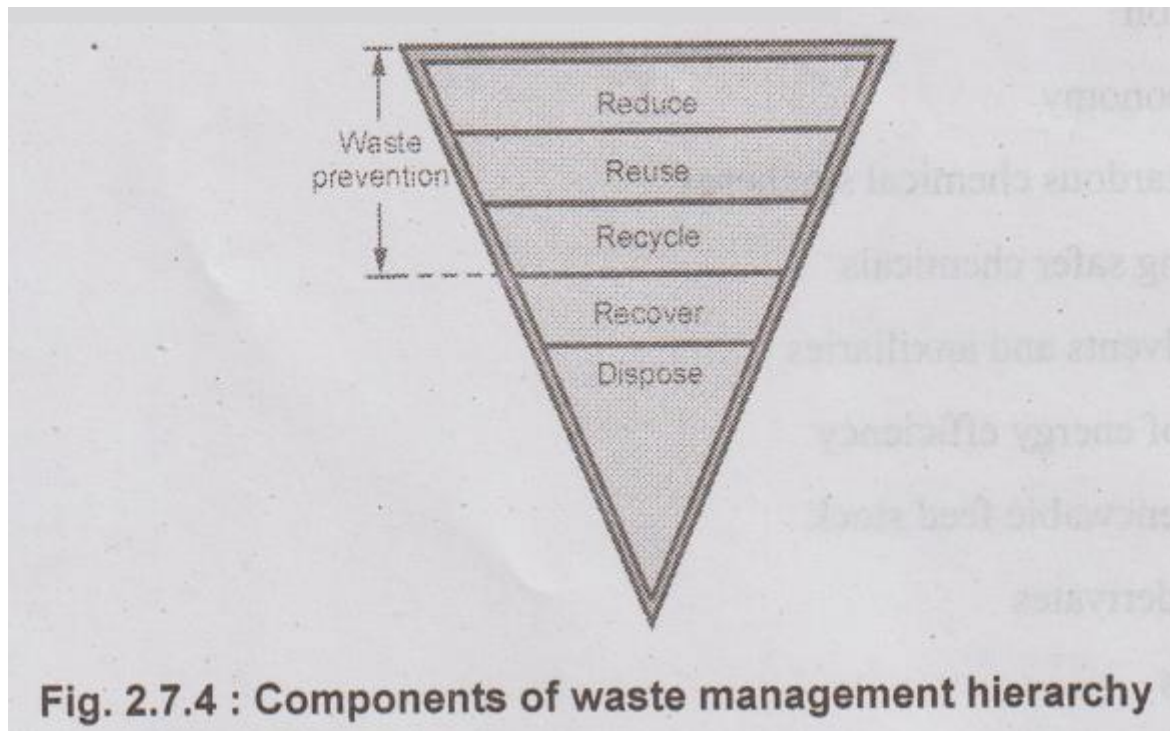 Reduce
Waste
prevention
Reuse
Recycle
Recover
Dispose
Fig. 2.7.4 : Components of waste management hierarchy